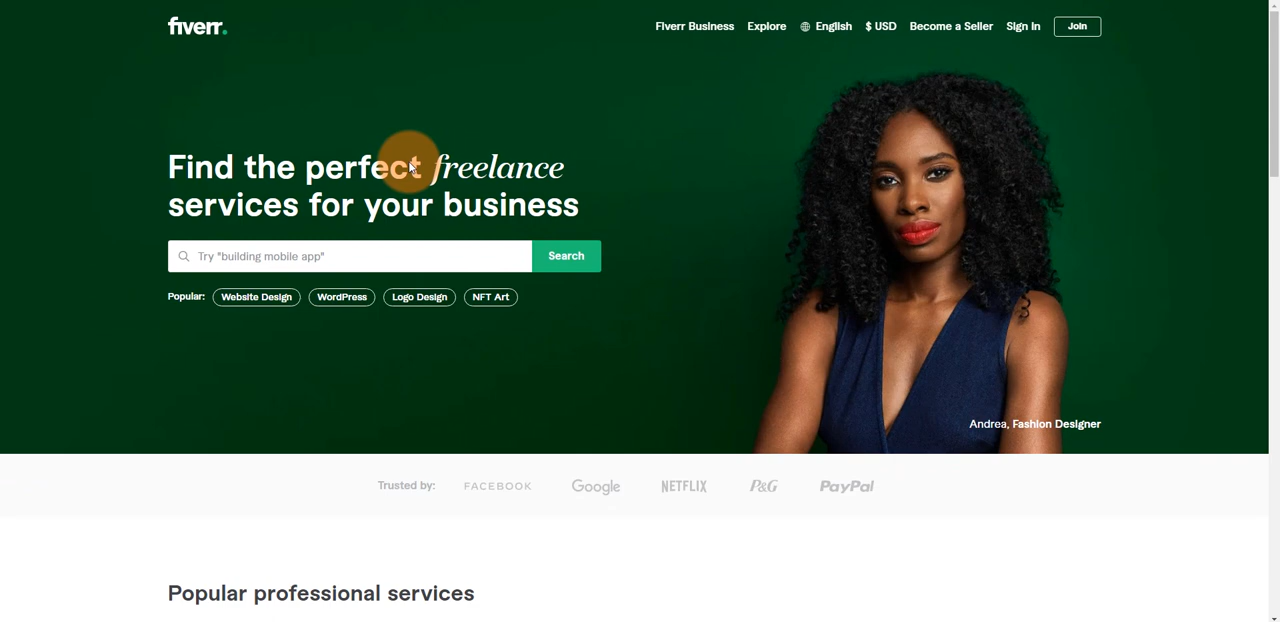 fiverr.
Fiverr Business Explore English $ USD Become a Seller Sign In Join
Find the perfect freelance
services for your business
Try "building mobile app" Search
Popular: Website Design WordPress Logo Design NFT Art
Andrea, Fashion Designer
Trusted by: FACEBOOK Google NETFLIX P&G PayPal
Popular professional services